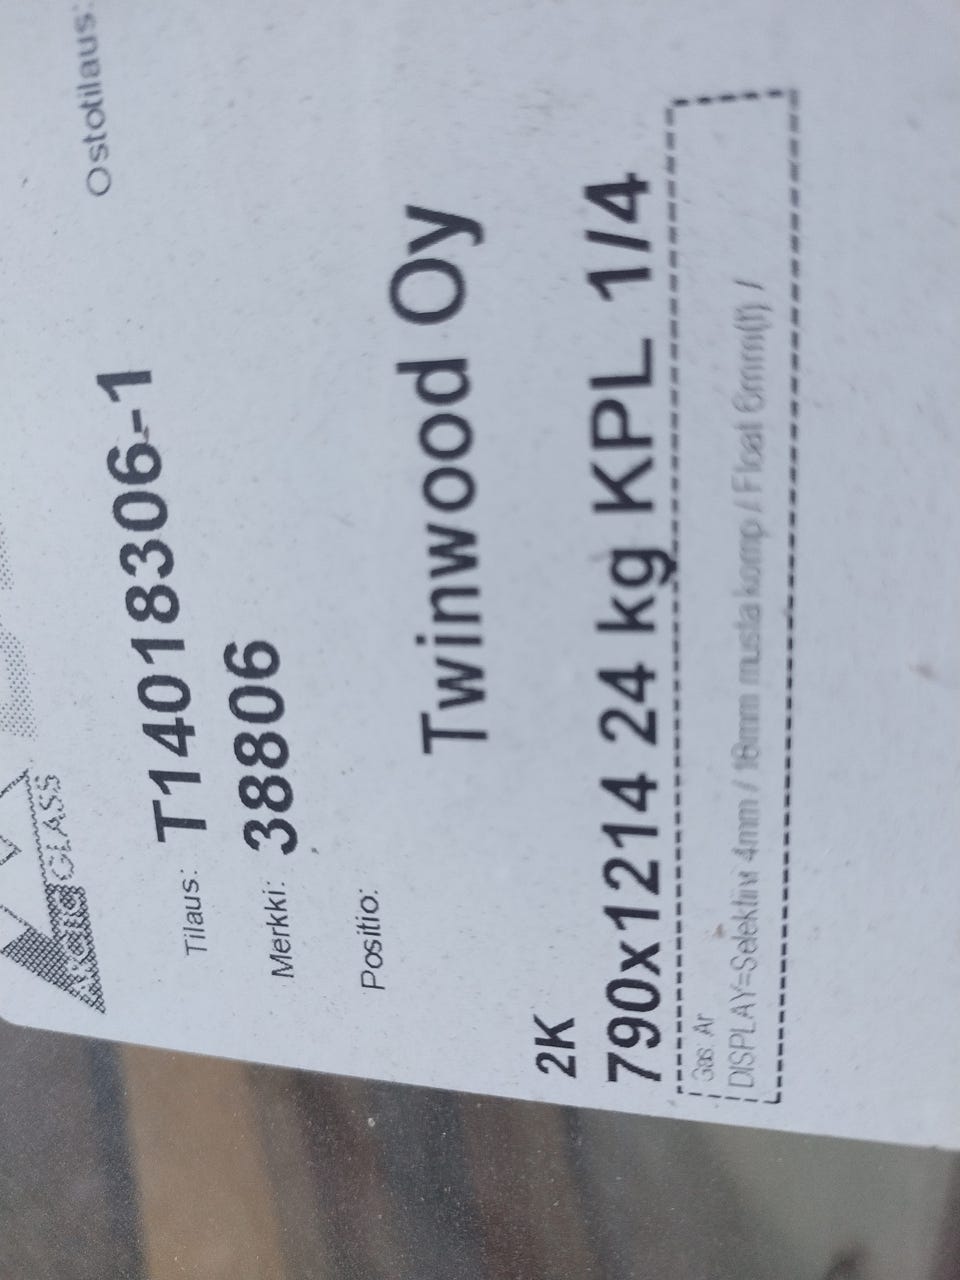 GLASS
Ostotilaus:
Tilaus: T14018306-1
Merkki: 38806
Positio:
Twinwood Oy
2K
790x1214 24 kg KPL 1/4
Gas: Ar
DISPLAY=Selektiivi 4mm / 16mm musta komp / Float 6mm(f) /